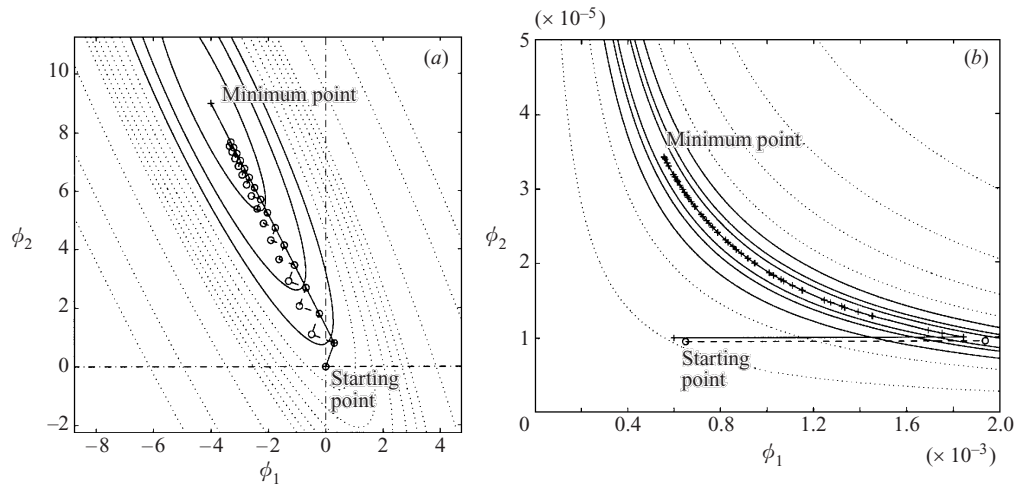 (a)
10
8
6
4
2
0
−2
ϕ2
Minimum point
Starting
point
−8
−6
−4
−2
0
2
4
ϕ1
(× 10–5)
(b)
5
4
3
2
1
0
ϕ2
Minimum point
Starting
point
0.4
0.8
1.2
1.6
2.0
ϕ1
(× 10–3)